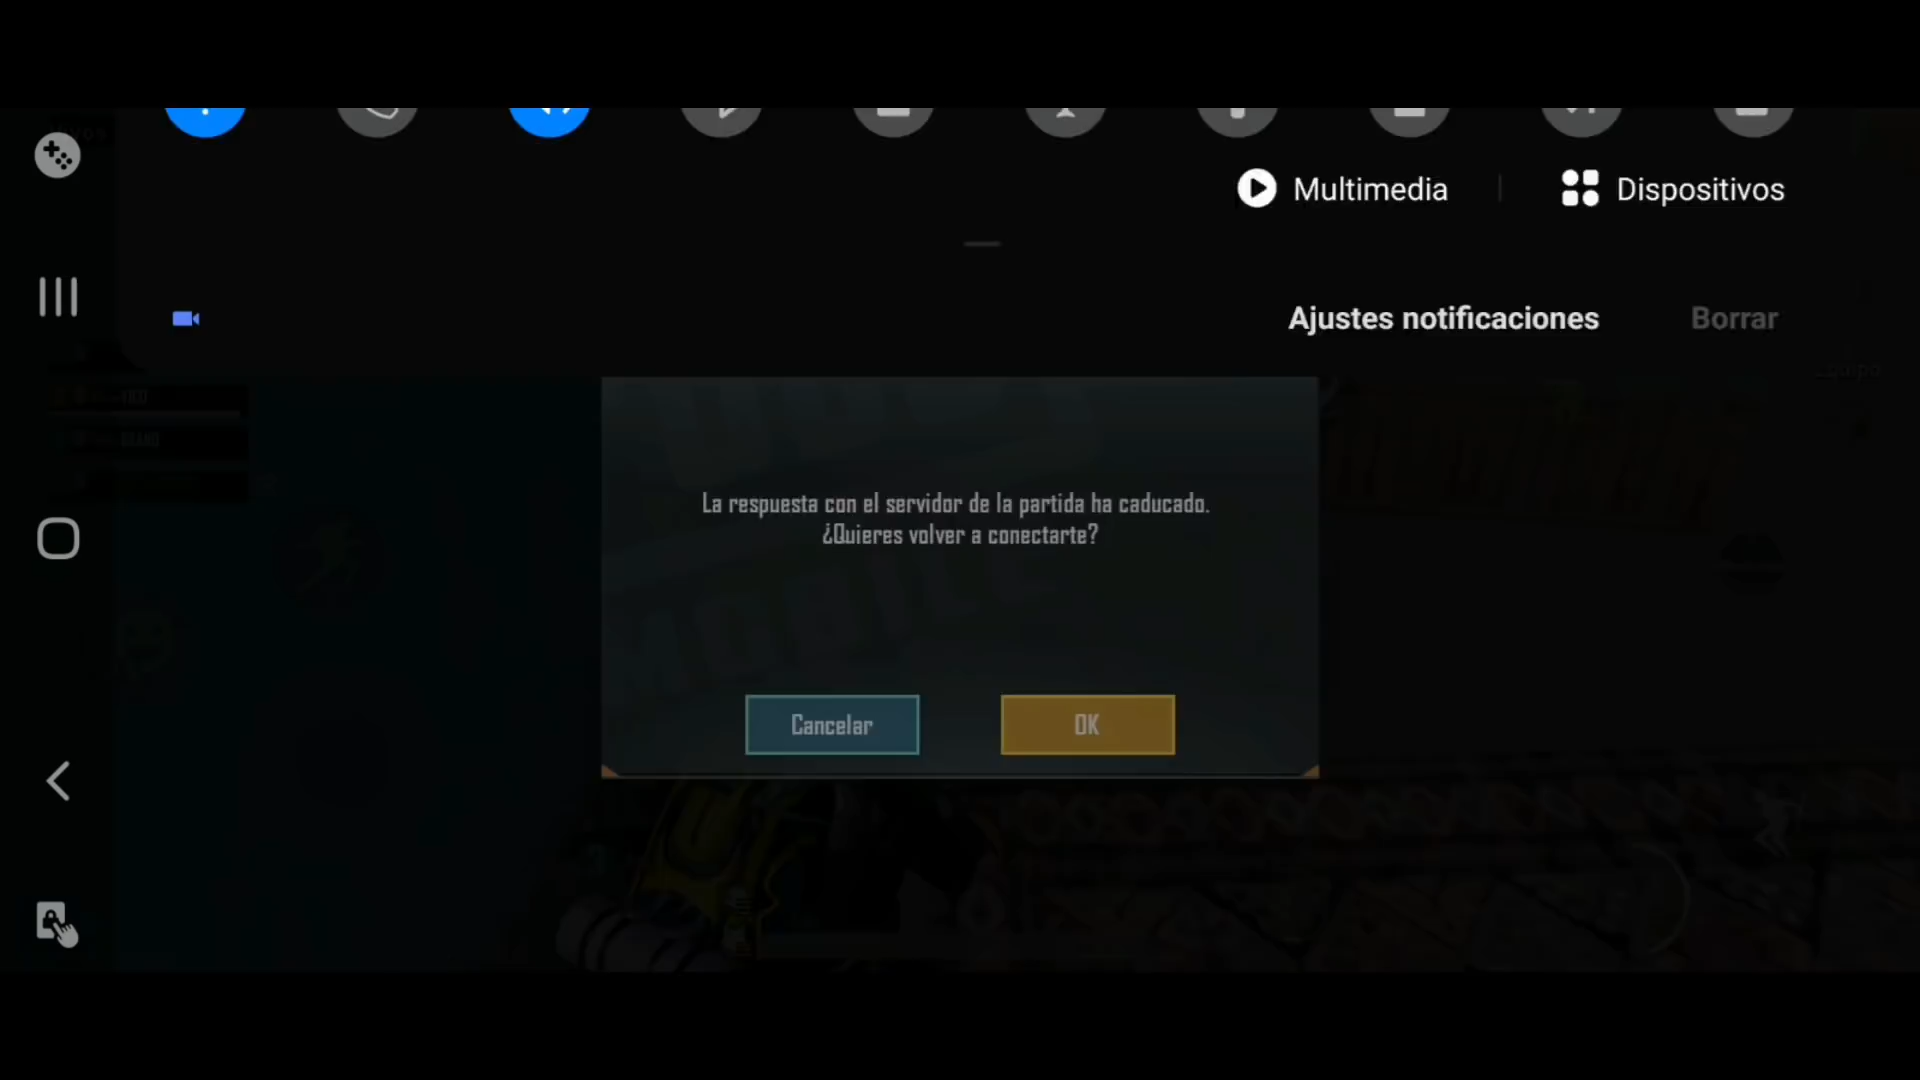 Multimedia
Dispositivos
Ajustes notificaciones
Borrar
La respuesta con el servidor de la partida ha caducado.
¿Quieres volver a conectarte?
MOBILE
Cancelar
OK